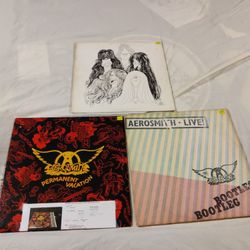 AEROSMITH • LIVE!
AEROSMITH
PERMANENT VACATION
BOOTLEG
BOOTLEG